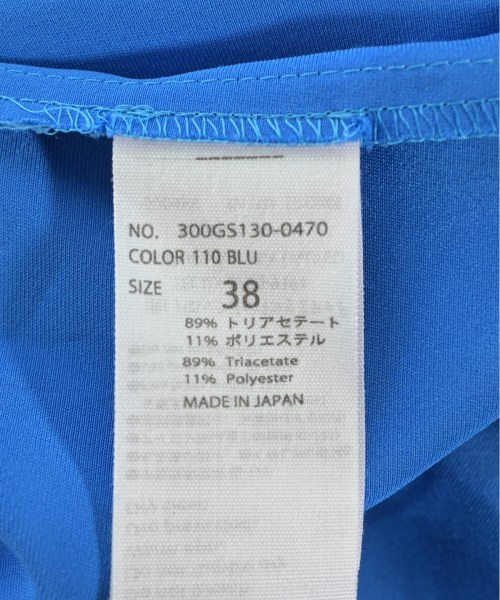 NO. 300GS130-0470
COLOR 110 BLU
SIZE 38
89% トリアセテート
11% ポリエステル
89% Triacetate
11% Polyester
MADE IN JAPAN